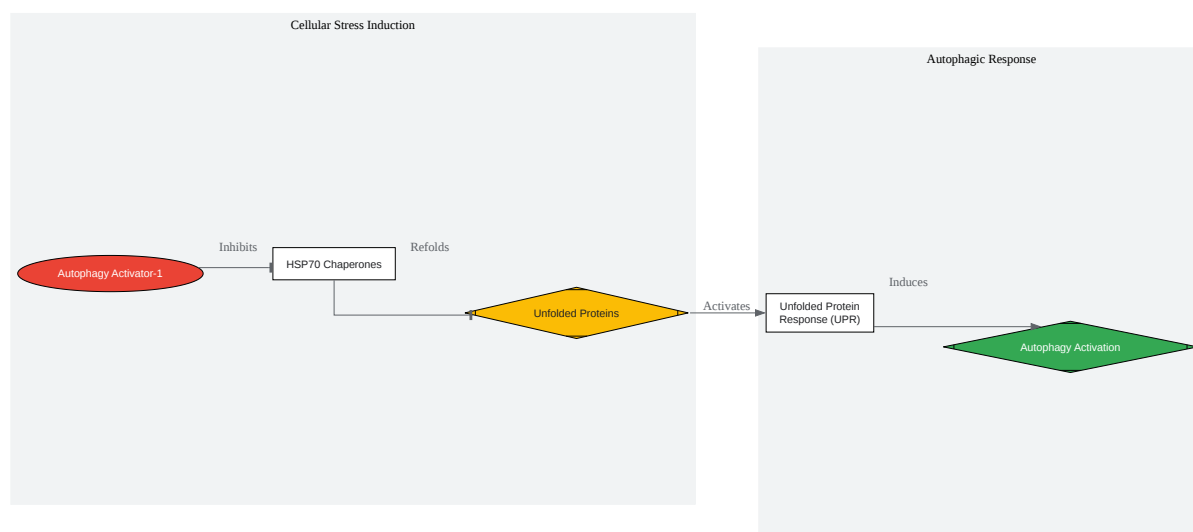 Cellular Stress Induction
Autophagic Response
Inhibits
Refolds
Autophagy Activator-1
HSP70 Chaperones
Unfolded Proteins
Activates
Unfolded Protein
Response (UPR)
Induces
Autophagy Activation